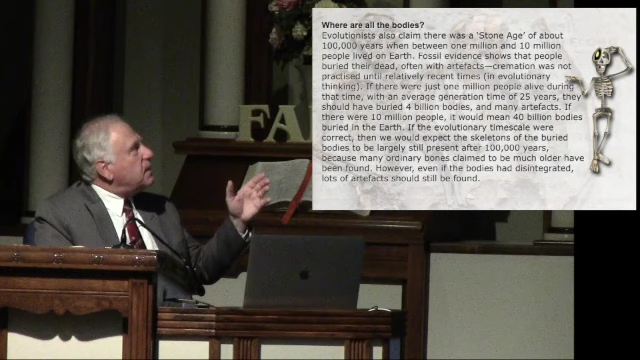 Where are all the bodies?
Evolutionists also claim there was a ‘Stone Age’ of about
100,000 years when between one million and 10 million
people lived on Earth. Fossil evidence shows that people
buried their dead, often with artefacts—cremation was not
practised until relatively recent times (in evolutionary
thinking). If there were just one million people alive during
that time, with an average generation time of 25 years, they
should have buried 4 billion bodies, and many artefacts. If
there were 10 million people, it would mean 40 billion bodies
buried in the Earth. If the evolutionary timescale were
correct, then we would expect the skeletons of the buried
bodies to be largely still present after 100,000 years,
because many ordinary bones claimed to be much older have
been found. However, even if the bodies had disintegrated,
lots of artefacts should still be found.
FA